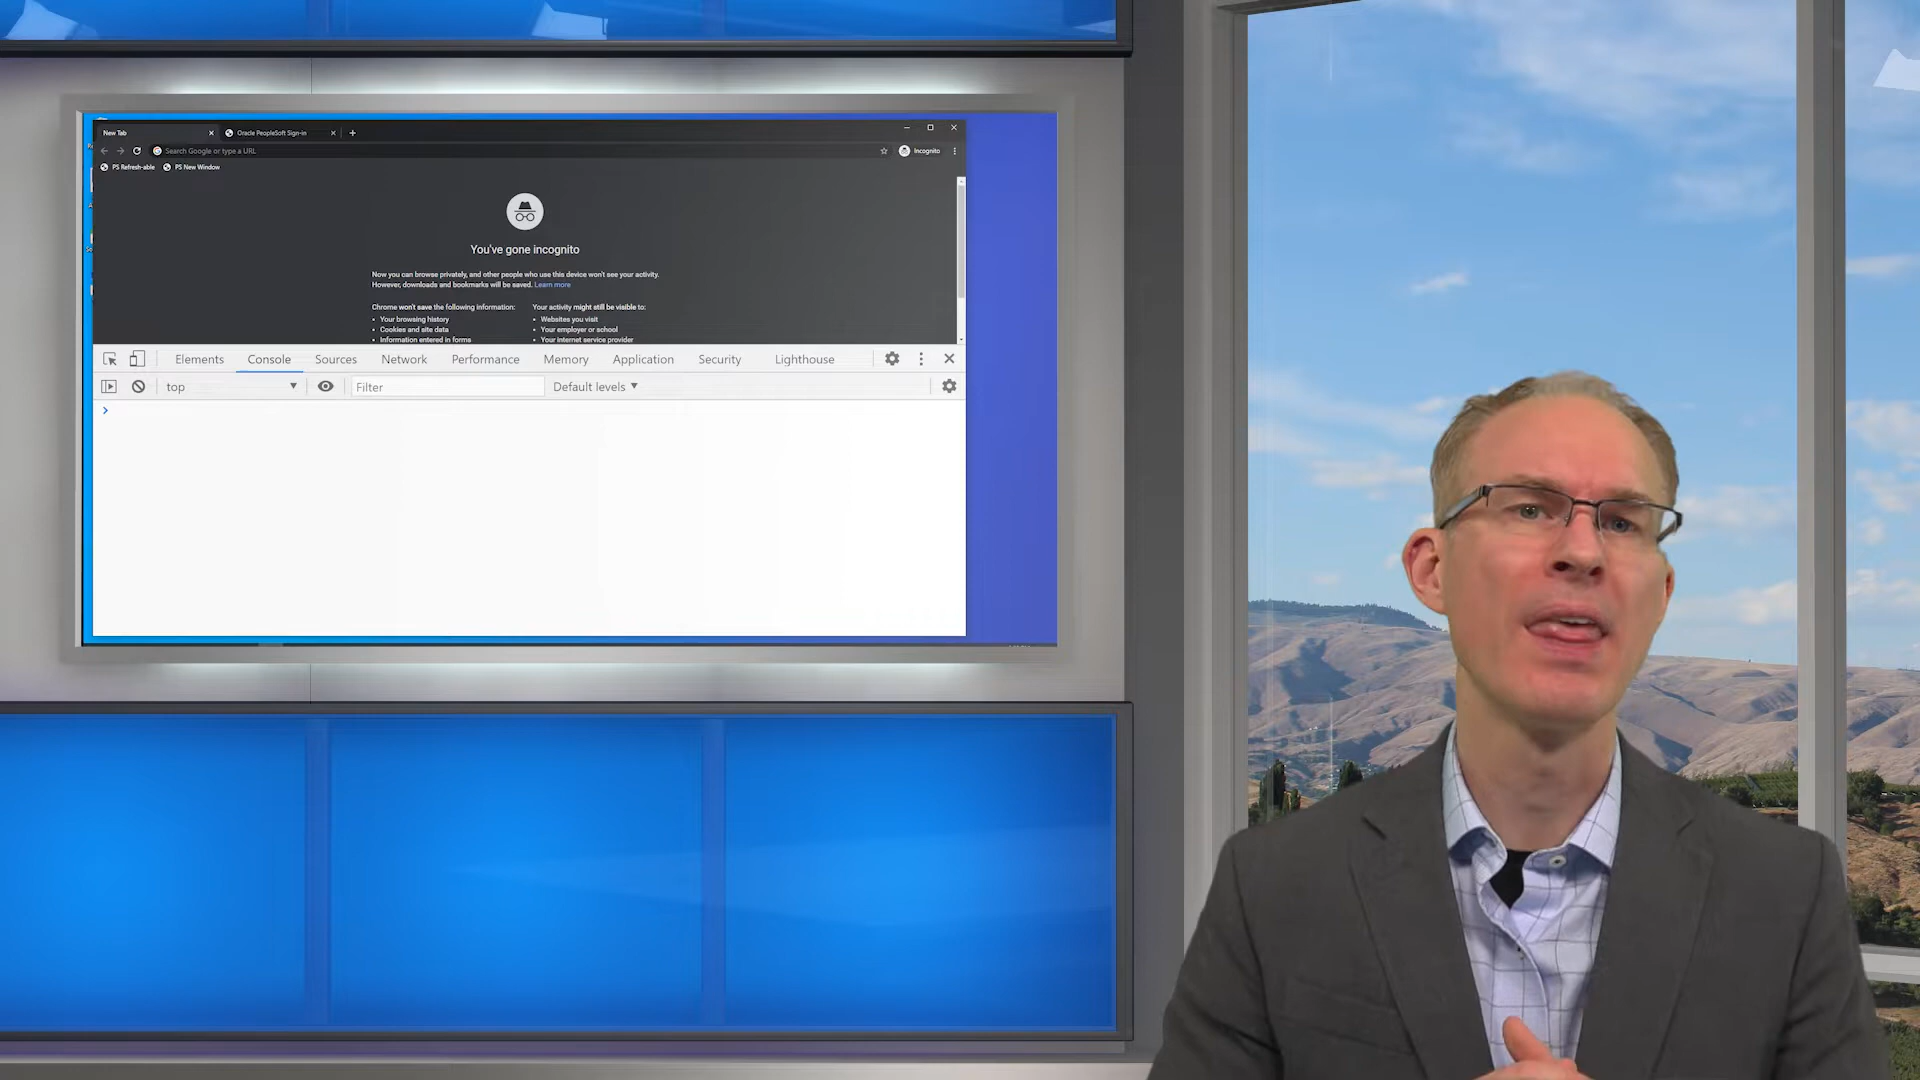 New Tab
Oracle PeopleSoft Sign-in
Search Google or type a URL
Incognito
PS Refresh-able
PS New Window
You've gone incognito
Now you can browse privately, and other people who use this device won't see your activity.
However, downloads and bookmarks will be saved. Learn more
Chrome won't save the following information:
Your activity might still be visible to:
• Your browsing history
• Websites you visit
• Cookies and site data
• Your employer or school
• Information entered in forms
• Your internet service provider
Elements Console Sources Network Performance Memory Application Security Lighthouse
top
Filter
Default levels